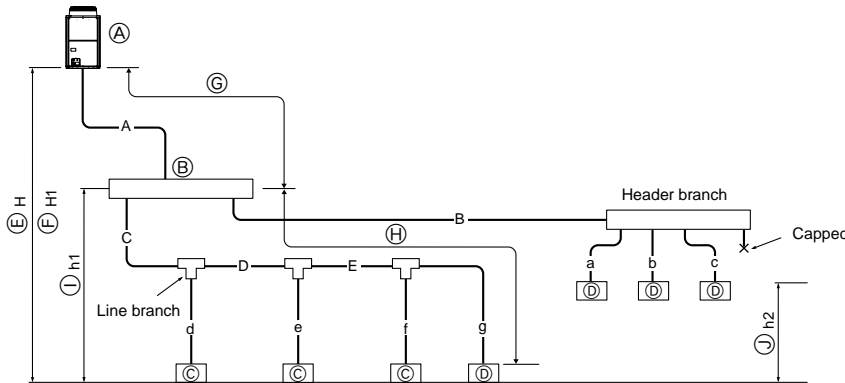 Ⓐ
Ⓖ
A
Ⓑ
Header branch
Ⓔ H
Ⓕ H1
B
Ⓗ
Capped
C
Ⓘ h1
D
E
a
b
c
Line branch
Ⓓ
Ⓓ
Ⓓ
d
e
f
g
Ⓙ h2
Ⓒ
Ⓒ
Ⓒ
Ⓓ